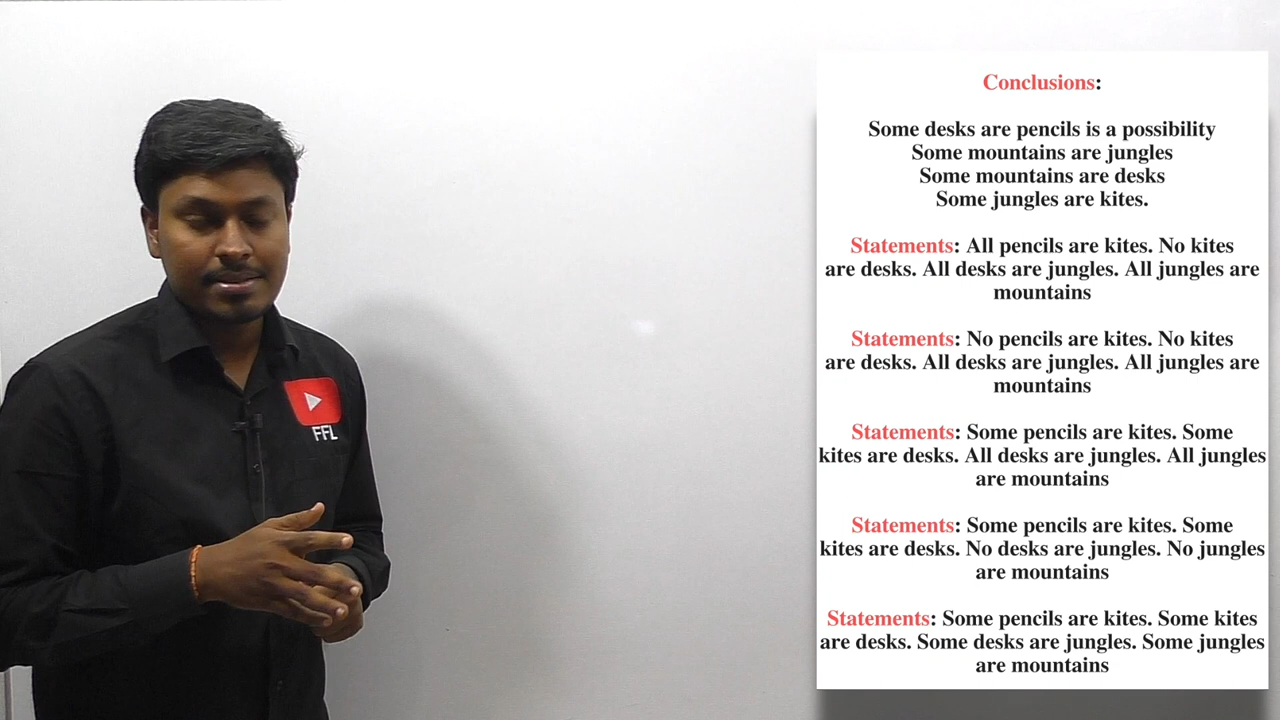 FFL
Conclusions:
Some desks are pencils is a possibility
Some mountains are jungles
Some mountains are desks
Some jungles are kites.
Statements: All pencils are kites. No kites
are desks. All desks are jungles. All jungles are
mountains
Statements: No pencils are kites. No kites
are desks. All desks are jungles. All jungles are
mountains
Statements: Some pencils are kites. Some
kites are desks. All desks are jungles. All jungles
are mountains
Statements: Some pencils are kites. Some
kites are desks. No desks are jungles. No jungles
are mountains
Statements: Some pencils are kites. Some kites
are desks. Some desks are jungles. Some jungles
are mountains